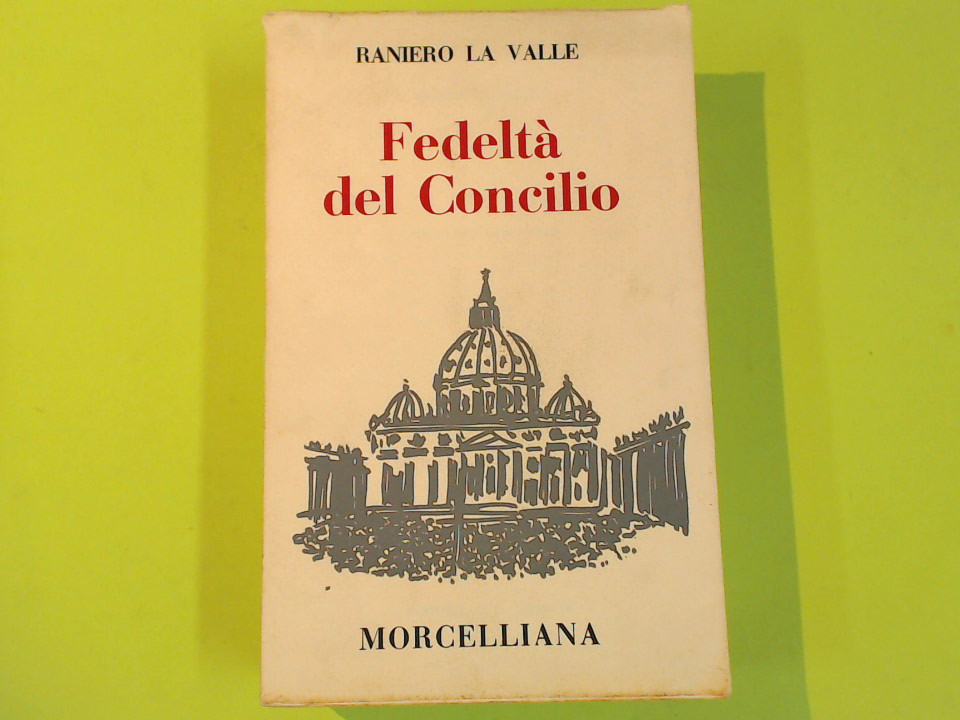 RANIERO LA VALLE
Fedeltà
del Concilio
MORCELLIANA